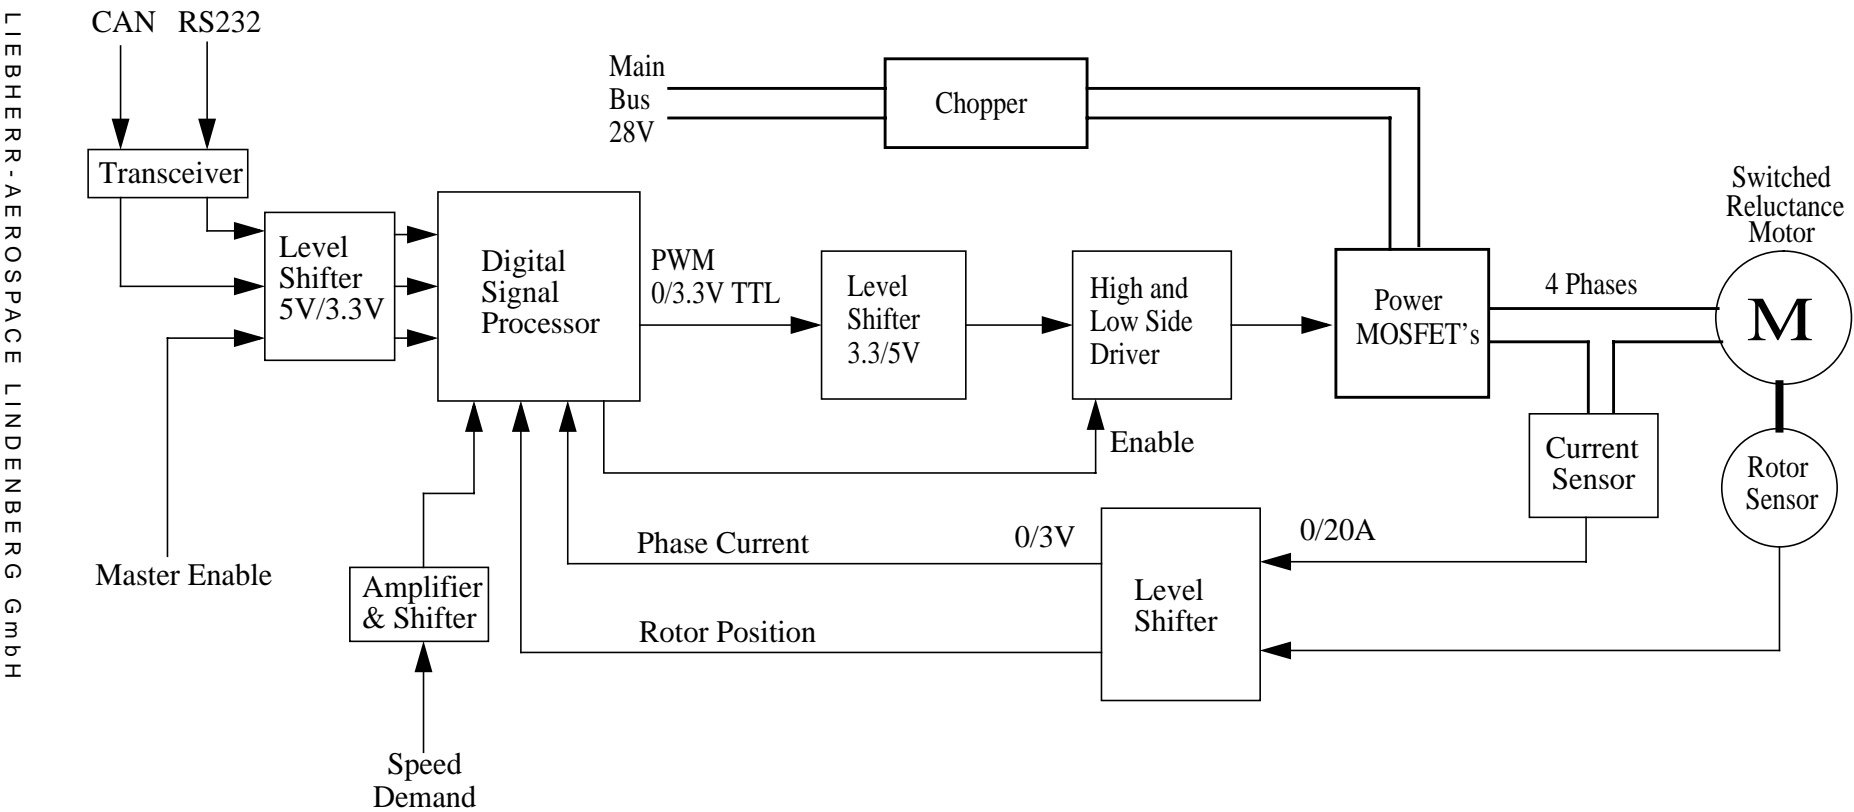 LIEBHERR-AEROSPACE LINDENBERG GmbH
CAN RS232
Transceiver
Level
Shifter
5V/3.3V
Master Enable
Digital
Signal
Processor
Amplifier
& Shifter
Speed
Demand
Main
Bus
28V
Chopper
PWM
0/3.3V TTL
Level
Shifter
3.3/5V
High and
Low Side
Driver
Enable
Power
MOSFET's
4 Phases
Switched
Reluctance
Motor
M
Current
Sensor
Rotor
Sensor
Phase Current
0/3V
0/20A
Level
Shifter
Rotor Position